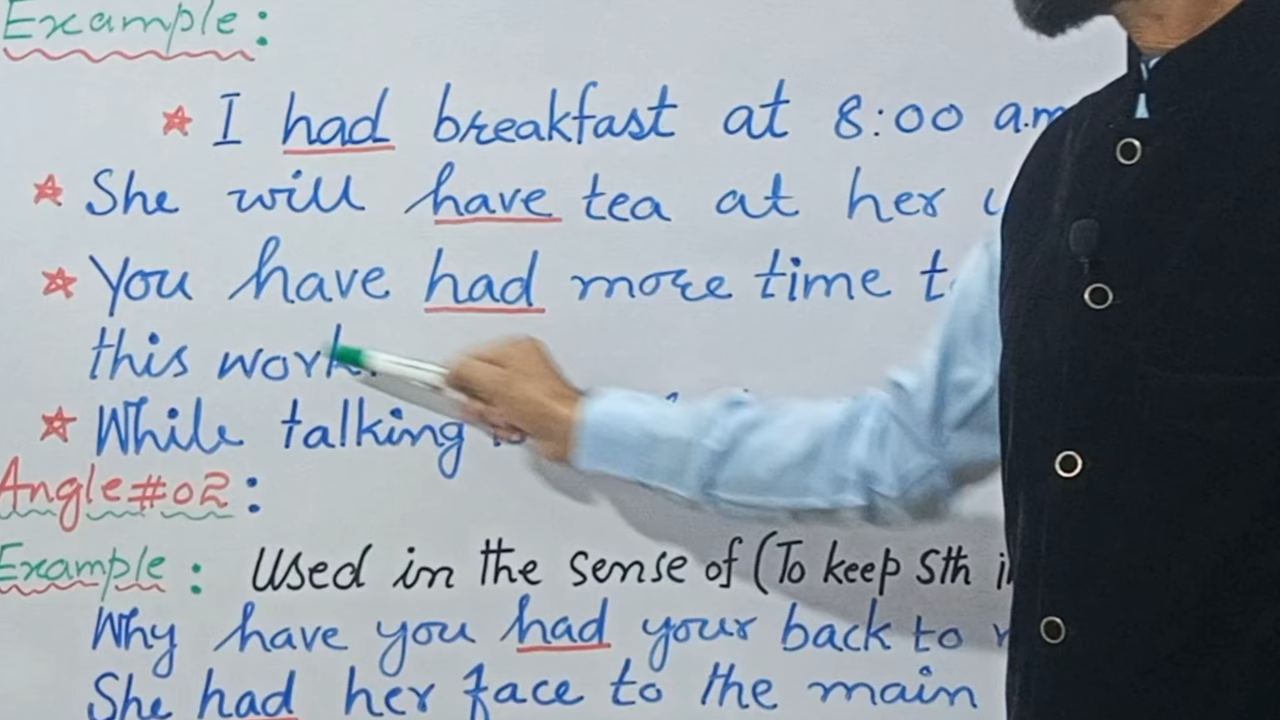 Example:
I had breakfast at 8:00 a.m
She will have tea at her
You have had more time
this work.
While talking
Angle#02:
Example: Used in the sense of (To keep Sth
Why have you had your back to
She had her face to the main